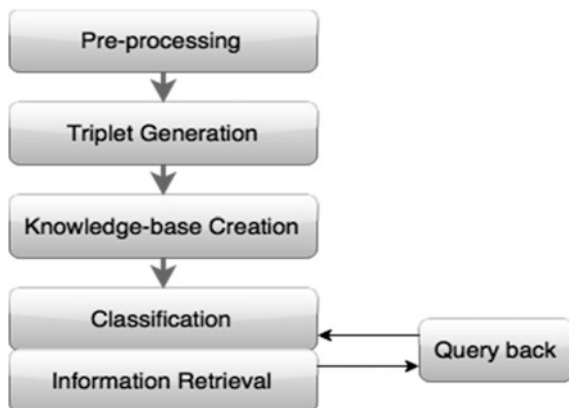 Pre-processing
Triplet Generation
Knowledge-base Creation
Classification
Query back
Information Retrieval